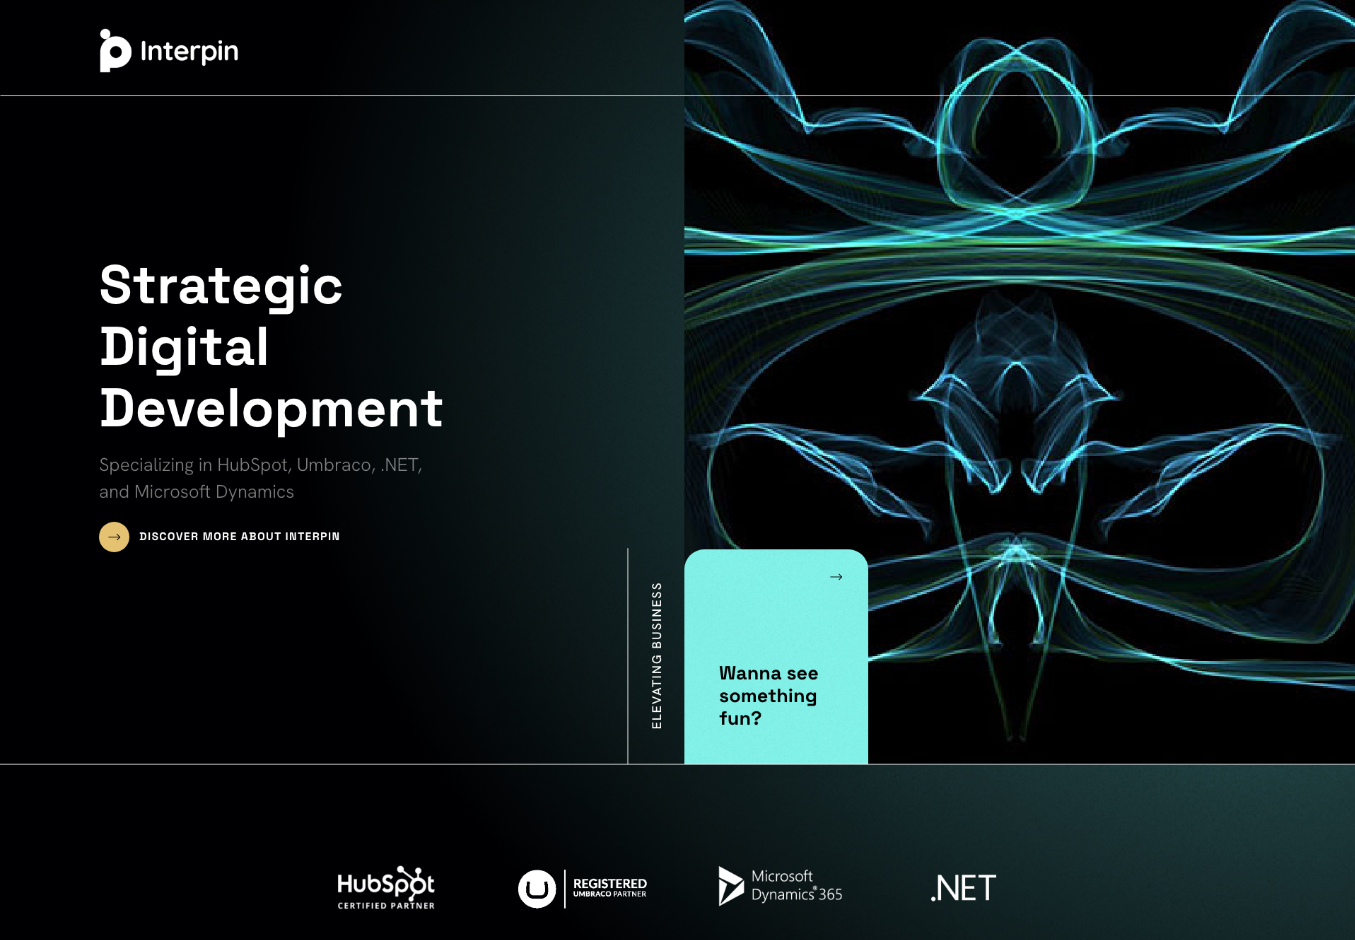 Interpin
Strategic
Digital
Development
Specializing in HubSpot, Umbraco, .NET,
and Microsoft Dynamics
DISCOVER MORE ABOUT INTERPIN
ELEVATING BUSINESS
Wanna see
something
fun?
HubSpot
CERTIFIED PARTNER
REGISTERED
UMBRACO PARTNER
Microsoft
Dynamics® 365
.NET